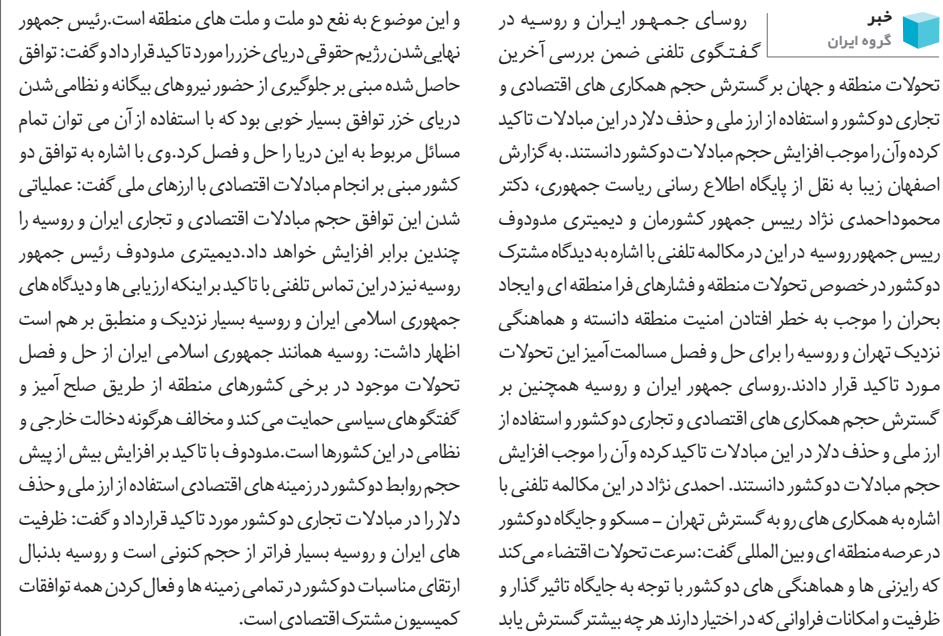 خبر
گروه ایران
روسای جمهور ایران و روسیه در
گفتگوی تلفنی ضمن بررسی آخرین
تحولات منطقه و جهان بر گسترش حجم همکاری های اقتصادی و
تجاری دو کشور و استفاده از ارز ملی و حذف دلار در این مبادلات تاکید
کرده وآن را موجب افزایش حجم مبادلات دوکشور دانستند. به گزارش
اصفهان زیبا به نقل از پایگاه اطلاع رسانی ریاست جمهوری، دکتر
محموداحمدی نژاد رییس جمهور کشورمان و دیمیتری مدودوف
رییس جمهور روسیه در این در مکالمه تلفنی با اشاره به دیدگاه مشترک
دو کشور در خصوص تحولات منطقه و فشارهای فرا منطقه ای و ایجاد
بحران را موجب به خطر افتادن امنیت منطقه دانسته و هماهنگی
نزدیک تهران و روسیه را برای حل و فصل مسالمت آمیز این تحولات
مورد تاکید قرار دادند.روسای جمهور ایران و روسیه همچنین بر
گسترش حجم همکاری های اقتصادی و تجاری دو کشور و استفاده از
ارز ملی و حذف دلار در این مبادلات تاکید کرده وآن را موجب افزایش
حجم مبادلات دو کشور دانستند. احمدی نژاد در این مکالمه تلفنی با
اشاره به همکاری های رو به گسترش تهران – مسکو و جایگاه دو کشور
در عرصه منطقه ای و بین المللی گفت: سرعت تحولات اقتضاء می کند
که رایزنی ها و هماهنگی های دو کشور با توجه به جایگاه تاثیر گذار و
ظرفیت و امکانات فراوانی که در اختیار دارند هر چه بیشتر گسترش یابد
و این موضوع به نفع دو ملت و ملت های منطقه است.رئیس جمهور
نهایی شدن رژیم حقوقی دریای خزر را مورد تاکید قرار داد و گفت: توافق
حاصل شده مبنی بر جلوگیری از حضور نیروهای بیگانه و نظامی شدن
دریای خزر توافق بسیار خوبی بود که با استفاده از آن می توان تمام
مسائل مربوط به این دریا را حل و فصل کرد.وی با اشاره به توافق دو
کشور مبنی بر انجام مبادلات اقتصادی با ارزهای ملی گفت: عملیاتی
شدن این توافق حجم مبادلات اقتصادی و تجاری ایران و روسیه را
چندین برابر افزایش خواهد داد.دیمیتری مدودوف رئیس جمهور
روسیه نیز در این تماس تلفنی با تاکید بر اینکه ارزیابی ها و دیدگاه های
جمهوری اسلامی ایران و روسیه بسیار نزدیک و منطبق بر هم است
اظهار داشت: روسیه همانند جمهوری اسلامی ایران از حل و فصل
تحولات موجود در برخی کشورهای منطقه از طریق صلح آمیز و
گفتگوهای سیاسی حمایت می کند و مخالف هرگونه دخالت خارجی و
نظامی در این کشورها است.مدودوف با تاکید بر افزایش بیش از پیش
حجم روابط دو کشور در زمینه های اقتصادی استفاده از ارز ملی و حذف
دلار را در مبادلات تجاری دو کشور مورد تاکید قرارداد و گفت: ظرفیت
های ایران و روسیه بسیار فراتر از حجم کنونی است و روسیه بدنبال
ارتقای مناسبات دو کشور در تمامی زمینه ها و فعال کردن همه توافقات
کمیسیون مشترک اقتصادی است.